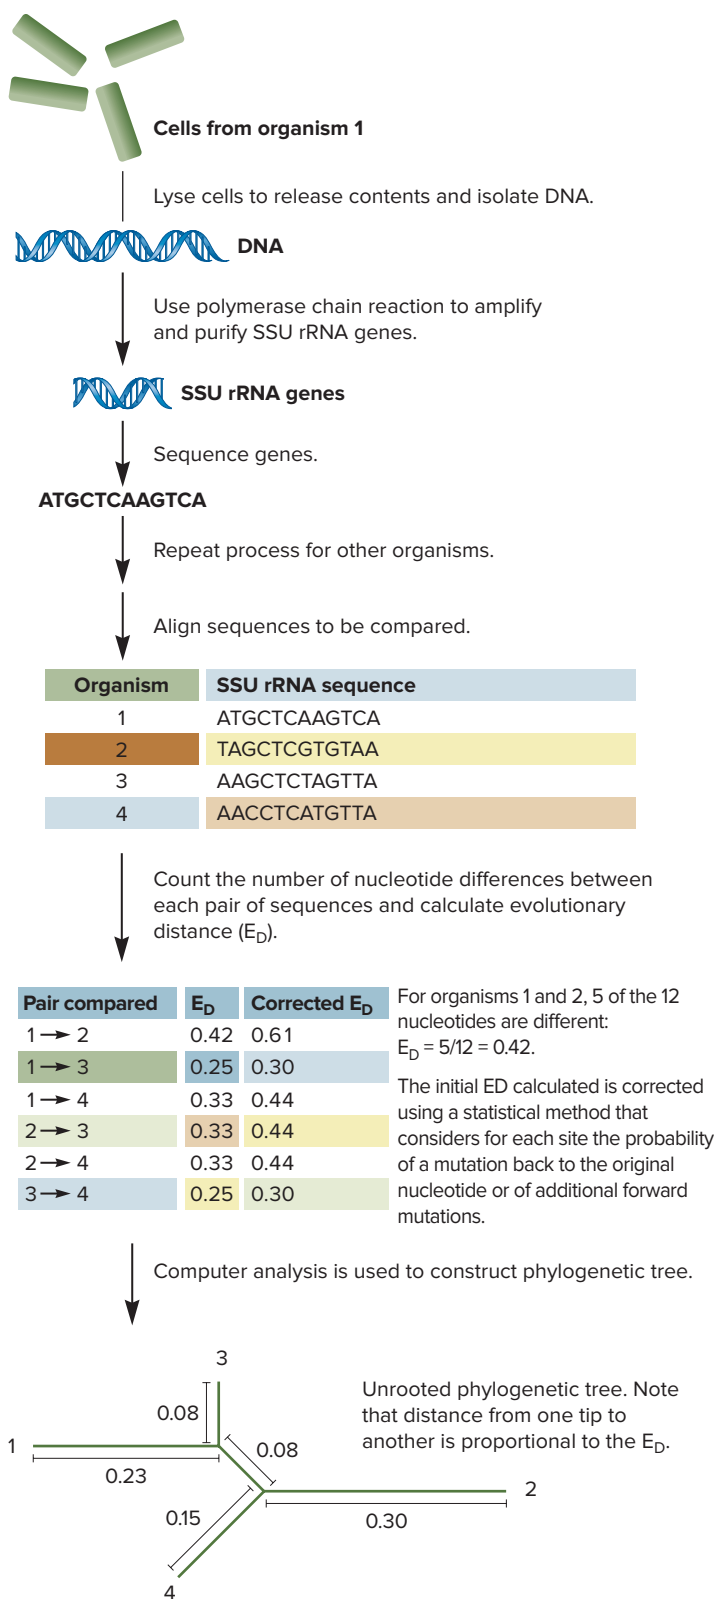 Cells from organism 1
Lyse cells to release contents and isolate DNA.
DNA
Use polymerase chain reaction to amplify
and purify SSU rRNA genes.
SSU rRNA genes
Sequence genes.
ATGCTCAAGTCA
Repeat process for other organisms.
Align sequences to be compared.
Organism SSU rRNA sequence
1 ATGCTCAAGTCA
2 TAGCTCGTGTAA
3 AAGCTCTAGTTA
4 AACCTCATGTTA
Count the number of nucleotide differences between
each pair of sequences and calculate evolutionary
distance (E_D).
Pair compared E_D Corrected E_D
1 → 2 0.42 0.61
1 → 3 0.25 0.30
1 → 4 0.33 0.44
2 → 3 0.33 0.44
2 → 4 0.33 0.44
3 → 4 0.25 0.30
For organisms 1 and 2, 5 of the 12
nucleotides are different:
E_D = 5/12 = 0.42.
The initial ED calculated is corrected
using a statistical method that
considers for each site the probability
of a mutation back to the original
nucleotide or of additional forward
mutations.
Computer analysis is used to construct phylogenetic tree.
3
Unrooted phylogenetic tree. Note
that distance from one tip to
another is proportional to the E_D.
0.08
1
0.08
0.23
2
0.15
0.30
4